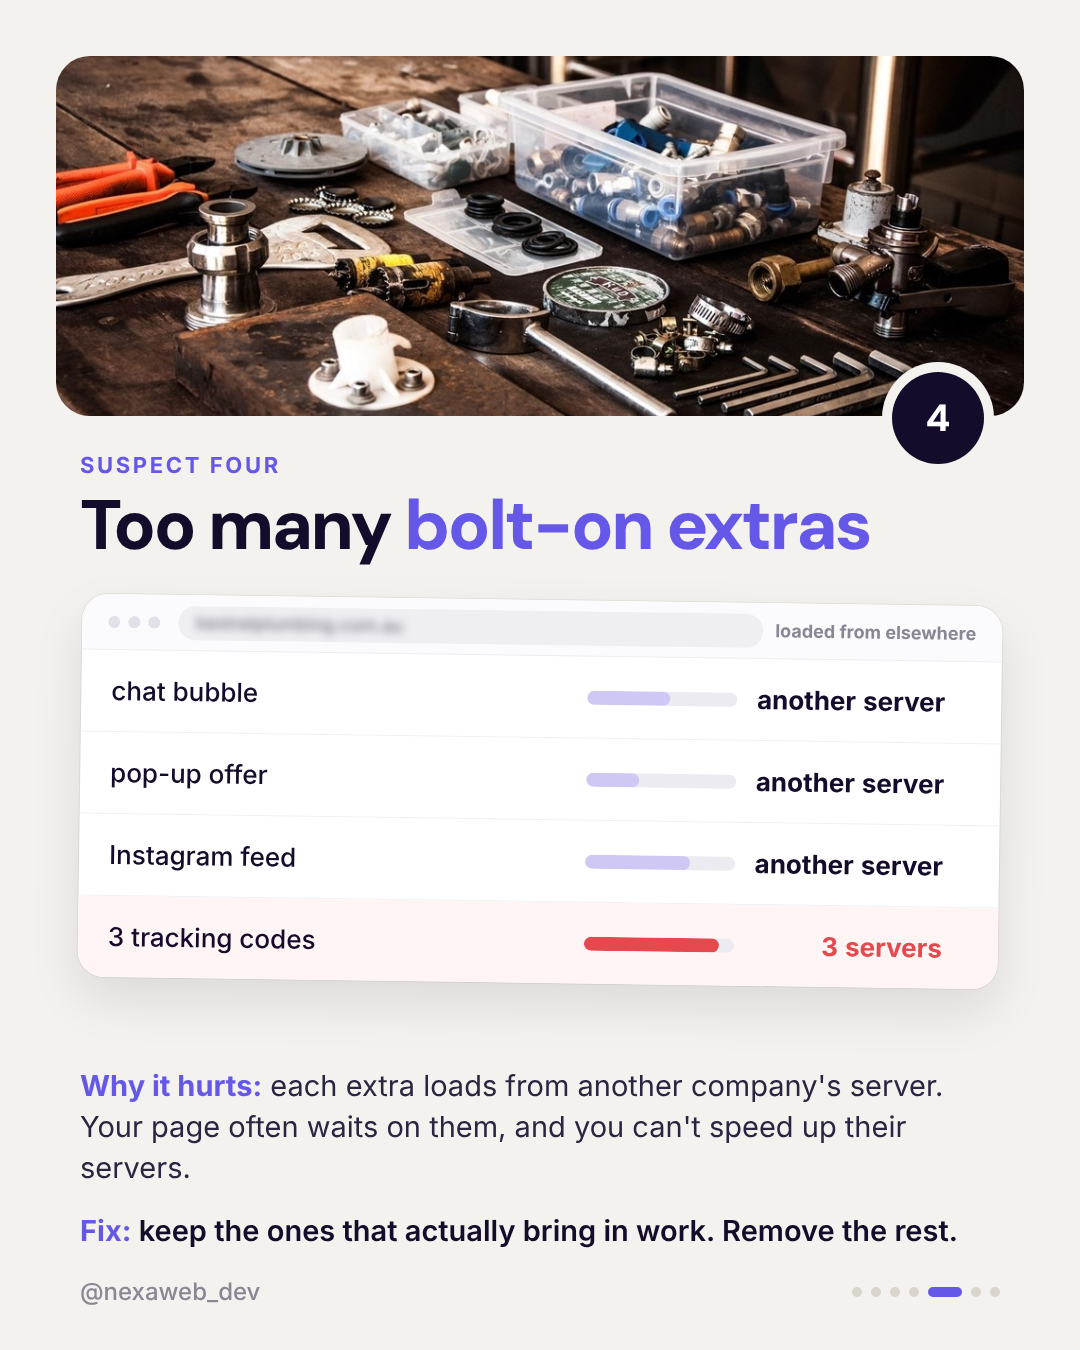 4
SUSPECT FOUR
Too many bolt-on extras
loaded from elsewhere
chat bubble another server
pop-up offer another server
Instagram feed another server
3 tracking codes 3 servers
Why it hurts: each extra loads from another company's server.
Your page often waits on them, and you can't speed up their
servers.
Fix: keep the ones that actually bring in work. Remove the rest.
@nexaweb_dev